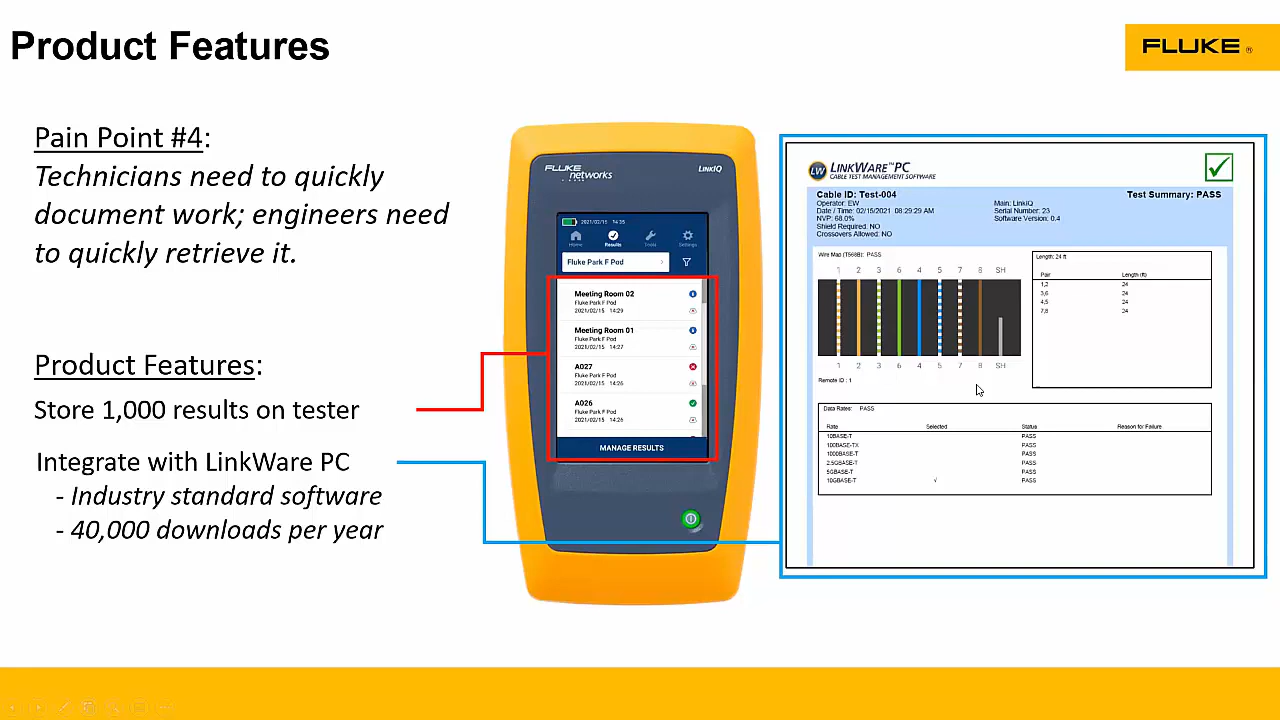 Product Features
FLUKE ®
Pain Point #4:
Technicians need to quickly
document work; engineers need
to quickly retrieve it.
Product Features:
Store 1,000 results on tester
Integrate with LinkWare PC
- Industry standard software
- 40,000 downloads per year
FLUKE
networks
LINKIQ
2021/02/15 14:35
Home Results Tools Settings
Fluke Park F Pod
Meeting Room 02
Fluke Park F Pod
2021/02/15 14:29
Meeting Room 01
Fluke Park F Pod
2021/02/15 14:27
A027
Fluke Park F Pod
2021/02/15 14:26
A026
Fluke Park F Pod
2021/02/15 14:26
MANAGE RESULTS
LW LINKWARE™ PC
CABLE TEST MANAGEMENT SOFTWARE
Cable ID: Test-004 Test Summary: PASS
Operator: EW Main: LinkIQ
Date / Time: 02/15/2021 08:29:29 AM Serial Number: 23
NVP: 68.0% Software Version: 0.4
Shield Required: NO
Crossovers Allowed: NO
Wire Map (T568B): PASS
1 2 3 6 4 5 7 8 SH
1 2 3 6 4 5 7 8 SH
Remote ID : 1
Length: 24 ft
Pair Length (ft)
1,2 24
3,6 24
4,5 24
7,8 24
Data Rates: PASS
Rate Selected Status Reason for Failure
10BASE-T PASS
100BASE-TX PASS
1000BASE-T PASS
2.5GBASE-T PASS
5GBASE-T PASS
10GBASE-T √ PASS